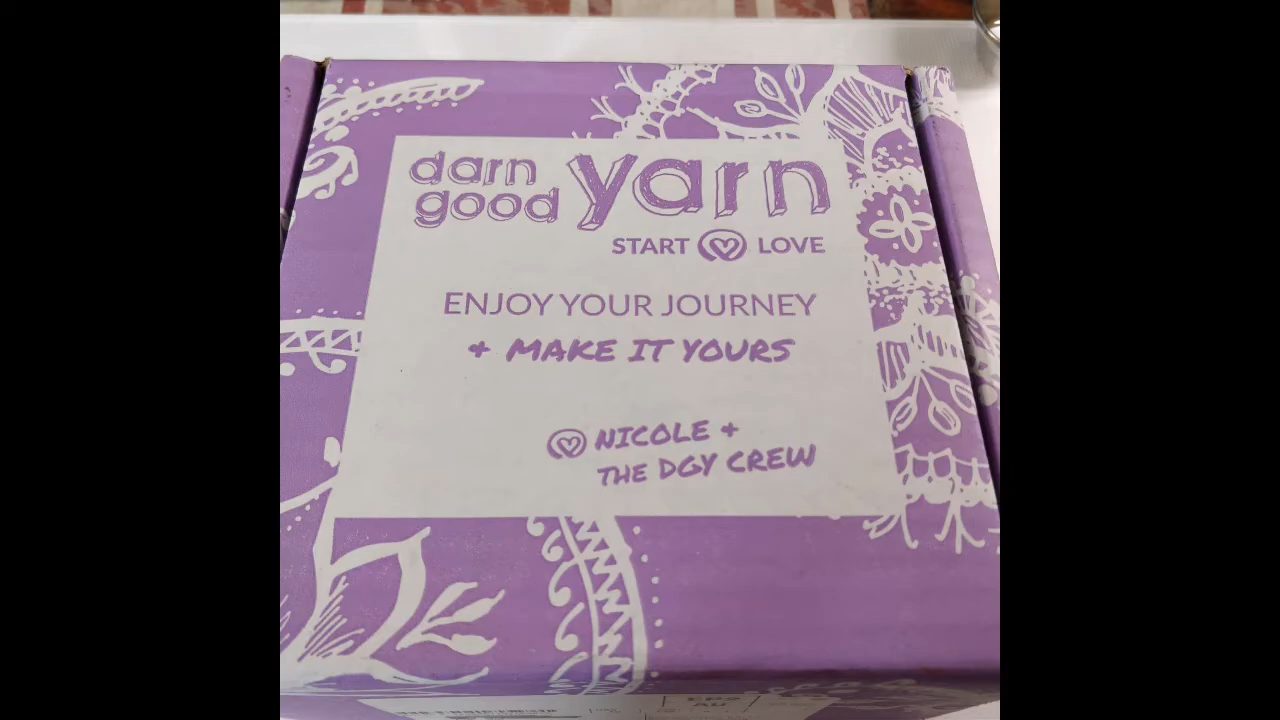 darn good yarn
START LOVE
ENJOY YOUR JOURNEY
+ MAKE IT YOURS
NICOLE +
THE DGY CREW